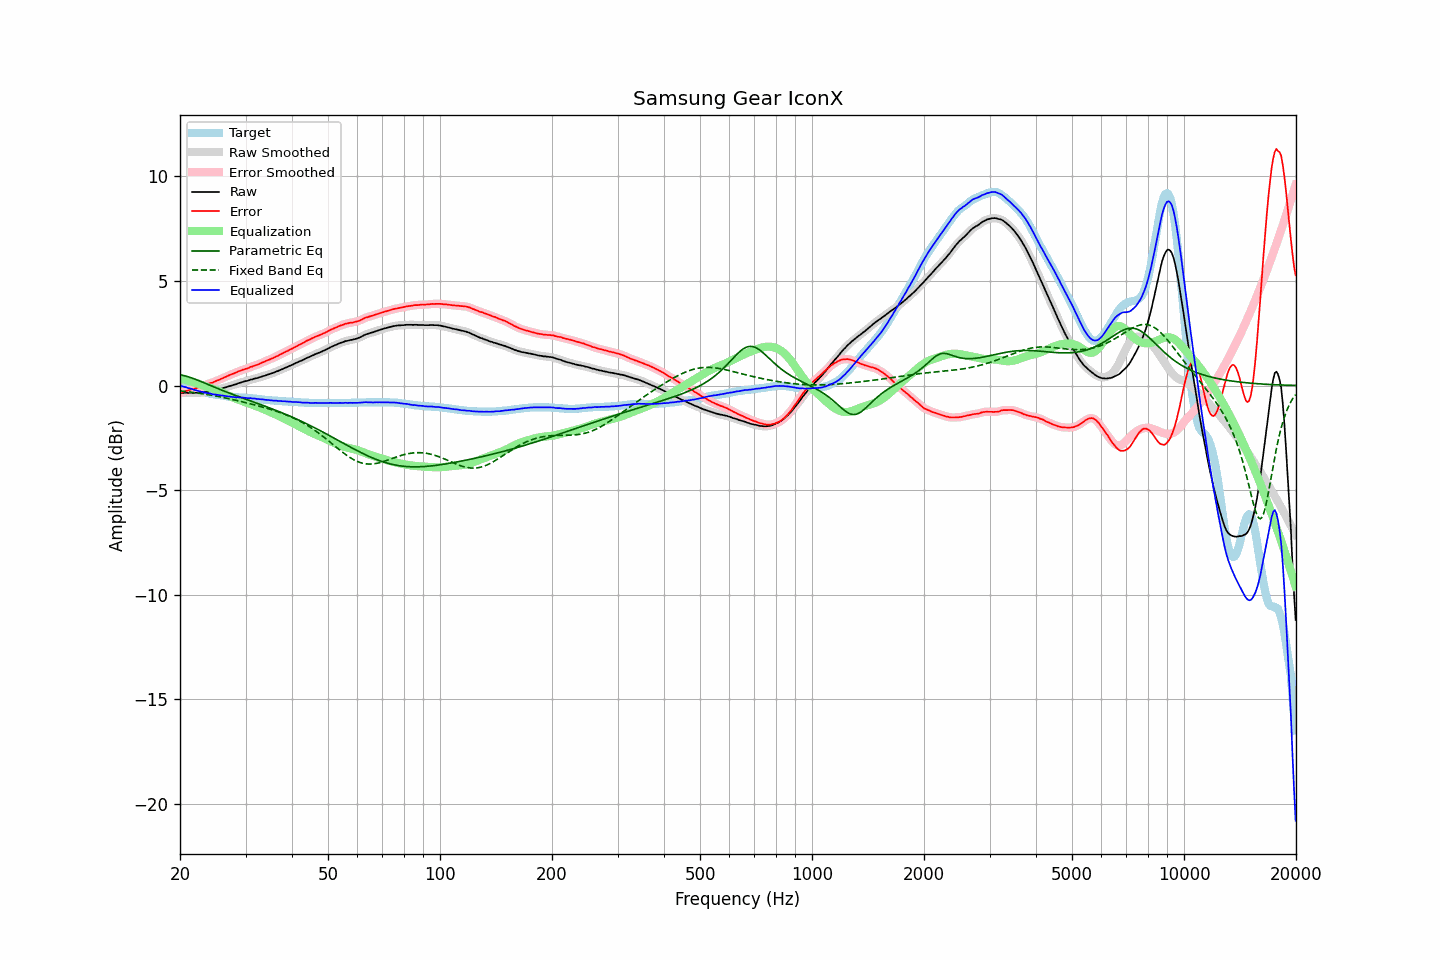 Samsung Gear IconX
Target
Raw Smoothed
Error Smoothed
Raw
Error
Equalization
Parametric Eq
Fixed Band Eq
Equalized
10
5
0
−5
−10
−15
−20
Amplitude (dBr)
20
50
100
200
500
1000
2000
5000
10000
20000
Frequency (Hz)